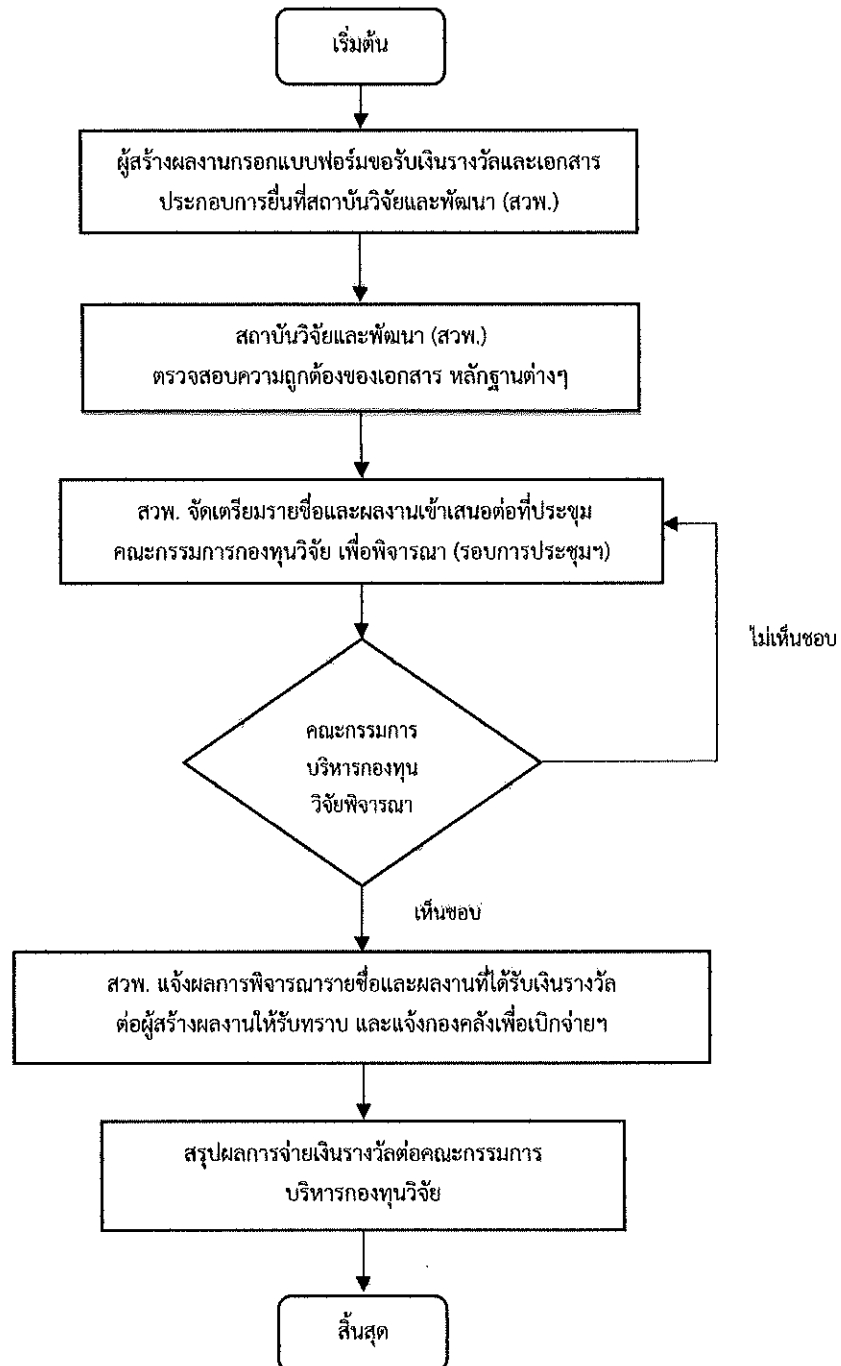 เริ่มต้น
ผู้สร้างผลงานกรอกแบบฟอร์มขอรับเงินรางวัลและเอกสาร
ประกอบการยื่นที่สถาบันวิจัยและพัฒนา (สวพ.)
สถาบันวิจัยและพัฒนา (สวพ.)
ตรวจสอบความถูกต้องของเอกสาร หลักฐานต่างๆ
สวพ. จัดเตรียมรายชื่อและผลงานเข้าเสนอต่อที่ประชุม
คณะกรรมการกองทุนวิจัย เพื่อพิจารณา (รอบการประชุมฯ)
ไม่เห็นชอบ
คณะกรรมการ
บริหารกองทุน
วิจัยพิจารณา
เห็นชอบ
สวพ. แจ้งผลการพิจารณารายชื่อและผลงานที่ได้รับเงินรางวัล
ต่อผู้สร้างผลงานให้รับทราบ และแจ้งกองคลังเพื่อเบิกจ่ายฯ
สรุปผลการจ่ายเงินรางวัลต่อคณะกรรมการ
บริหารกองทุนวิจัย
สิ้นสุด